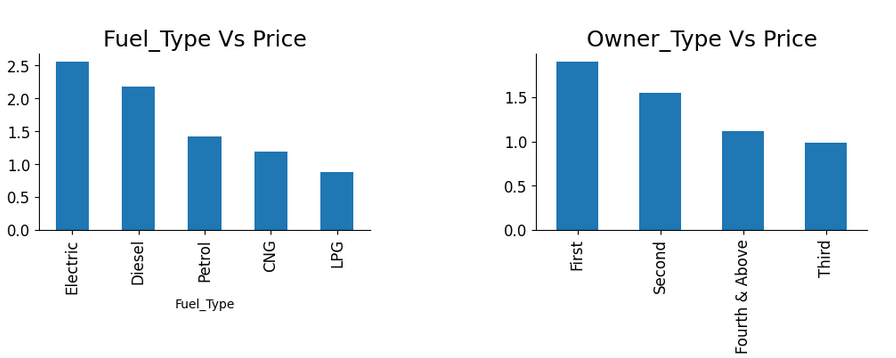 Fuel_Type Vs Price
2.5
2.0
1.5
1.0
0.5
0.0
Electric
Diesel
Petrol
CNG
LPG
Fuel_Type
Owner_Type Vs Price
1.5
1.0
0.5
0.0
First
Second
Fourth & Above
Third